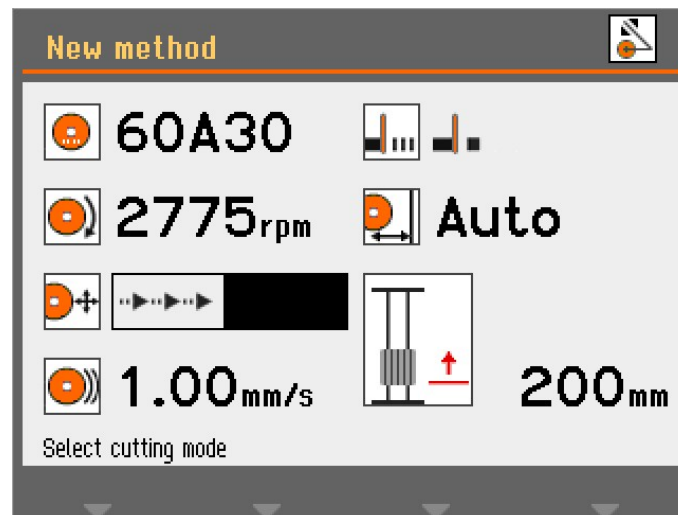 New method
60A30
2775rpm
Auto
1.00mm/s
200mm
Select cutting mode